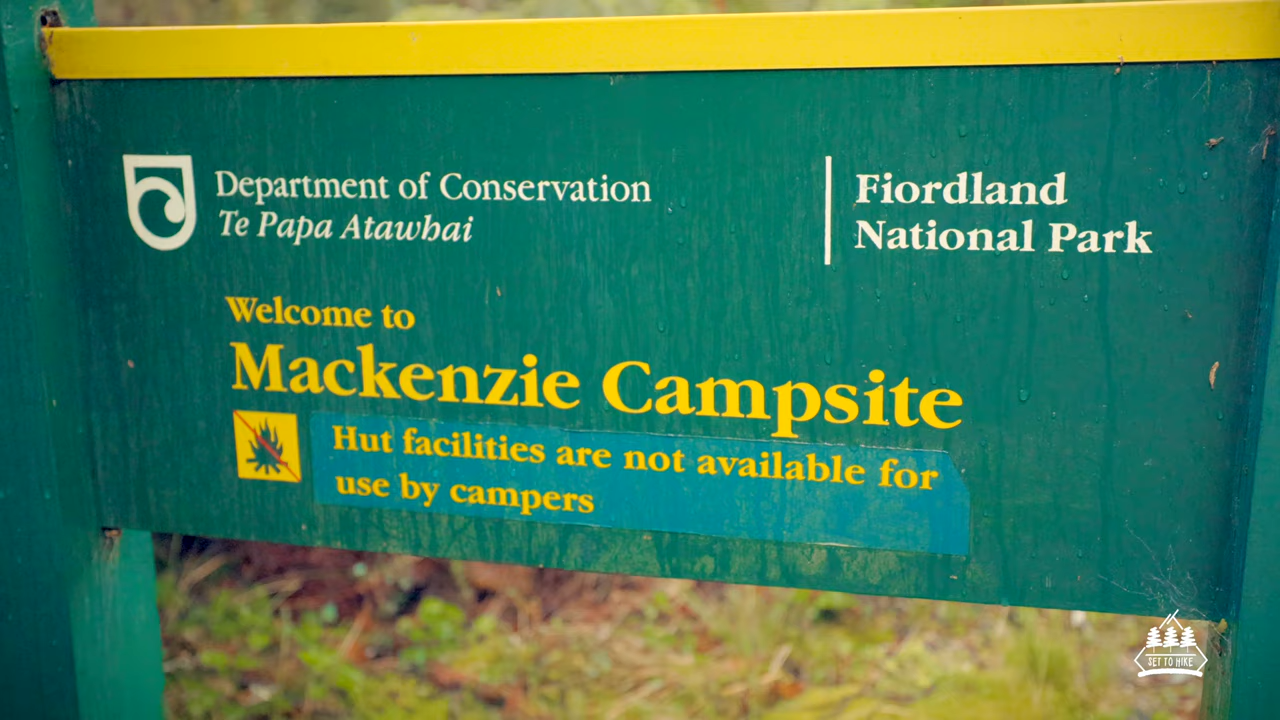 Department of Conservation
Te Papa Atawhai
Fiordland
National Park
Welcome to
Mackenzie Campsite
Hut facilities are not available for
use by campers
SET TO HIKE